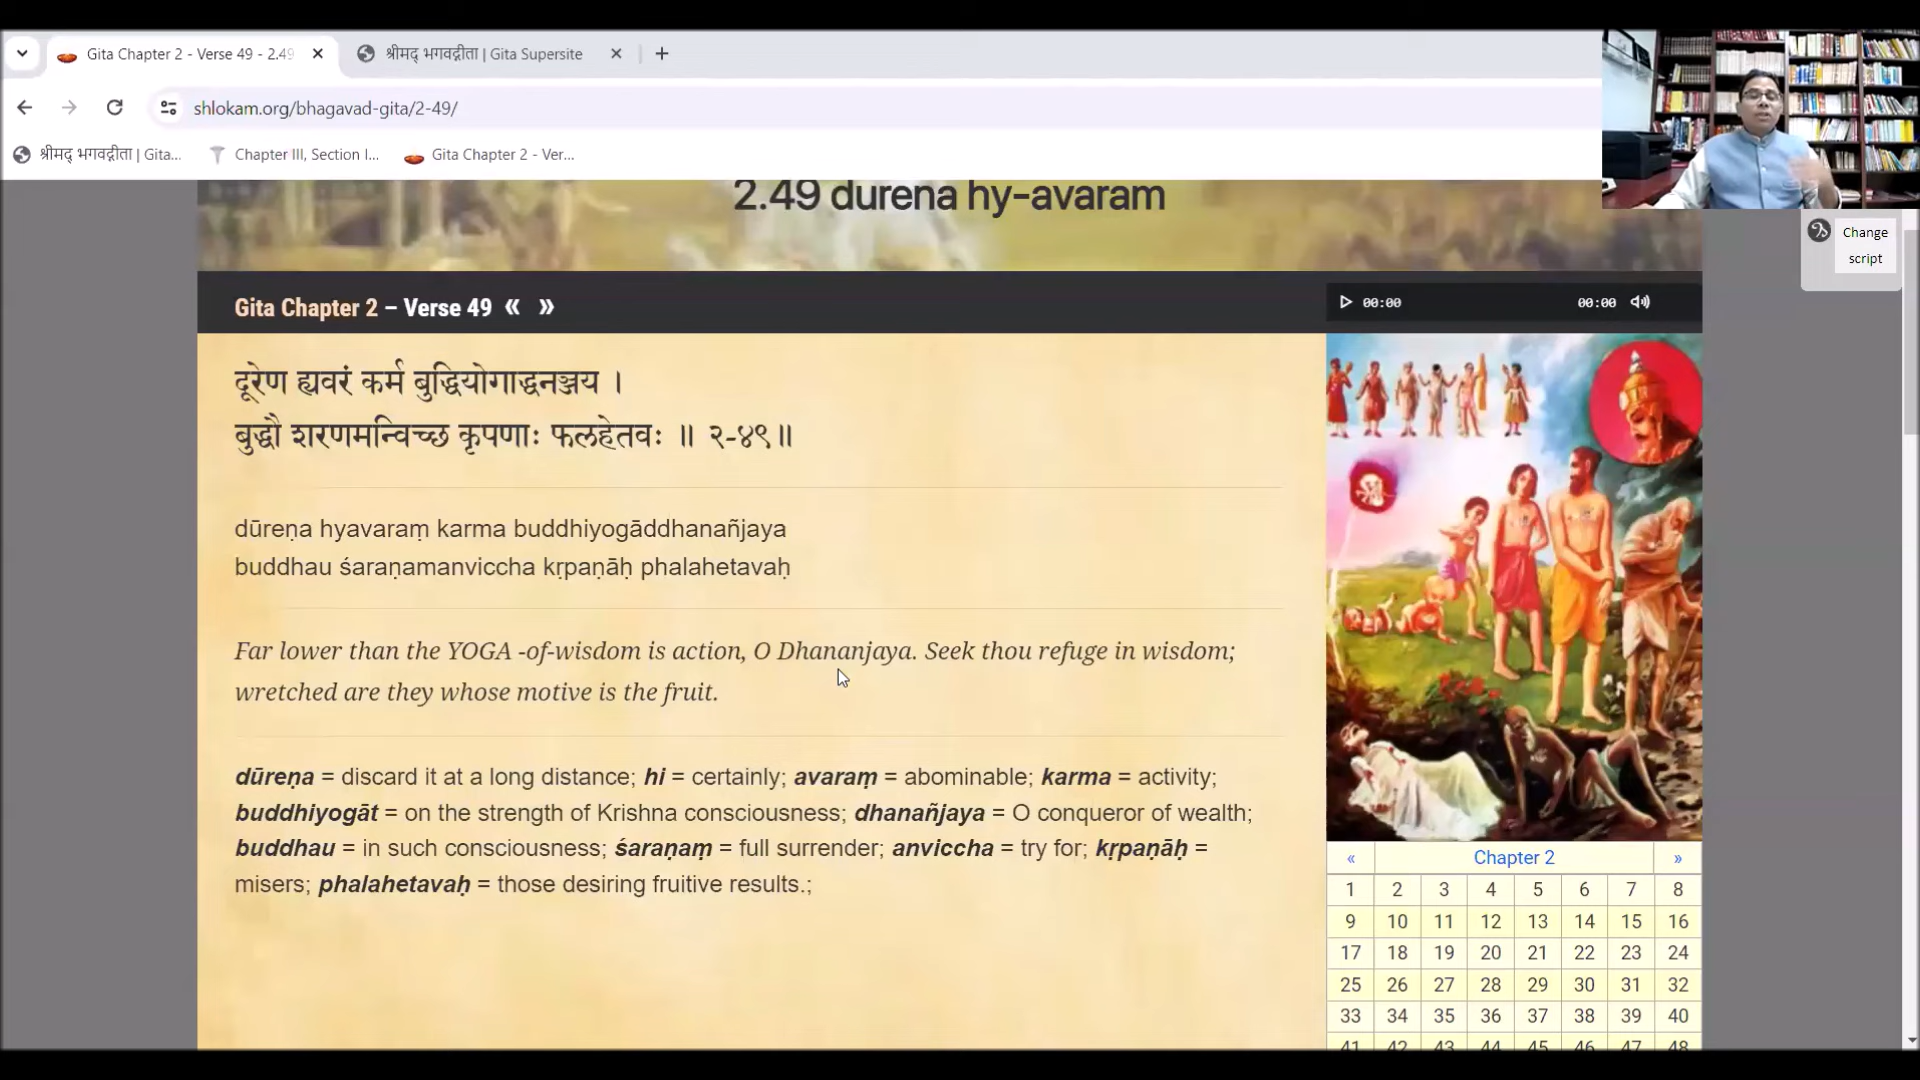 Gita Chapter 2 - Verse 49 - 2.49
श्रीमद् भगवद्गीता | Gita Supersite
shlokam.org/bhagavad-gita/2-49/
श्रीमद् भगवद्गीता | Gita...
Chapter III, Section I...
Gita Chapter 2 - Ver...
2.49 durena hy-avaram
Change
script
Gita Chapter 2 – Verse 49 « »
00:00 00:00
दूरेण ह्यवरं कर्म बुद्धियोगाद्धनञ्जय ।
बुद्धौ शरणमन्विच्छ कृपणाः फलहेतवः ॥ २-४९॥
dūreṇa hyavaraṃ karma buddhiyogāddhanañjaya
buddhau śaraṇamanviccha kṛpaṇāḥ phalahetavaḥ
Far lower than the YOGA -of-wisdom is action, O Dhananjaya. Seek thou refuge in wisdom;
wretched are they whose motive is the fruit.
dūreṇa = discard it at a long distance; hi = certainly; avaraṃ = abominable; karma = activity;
buddhiyogāt = on the strength of Krishna consciousness; dhanañjaya = O conqueror of wealth;
buddhau = in such consciousness; śaraṇaṃ = full surrender; anviccha = try for; kṛpaṇāḥ =
misers; phalahetavaḥ = those desiring fruitive results.;
« Chapter 2 »
1 2 3 4 5 6 7 8
9 10 11 12 13 14 15 16
17 18 19 20 21 22 23 24
25 26 27 28 29 30 31 32
33 34 35 36 37 38 39 40
41 42 43 44 45 46 47 48